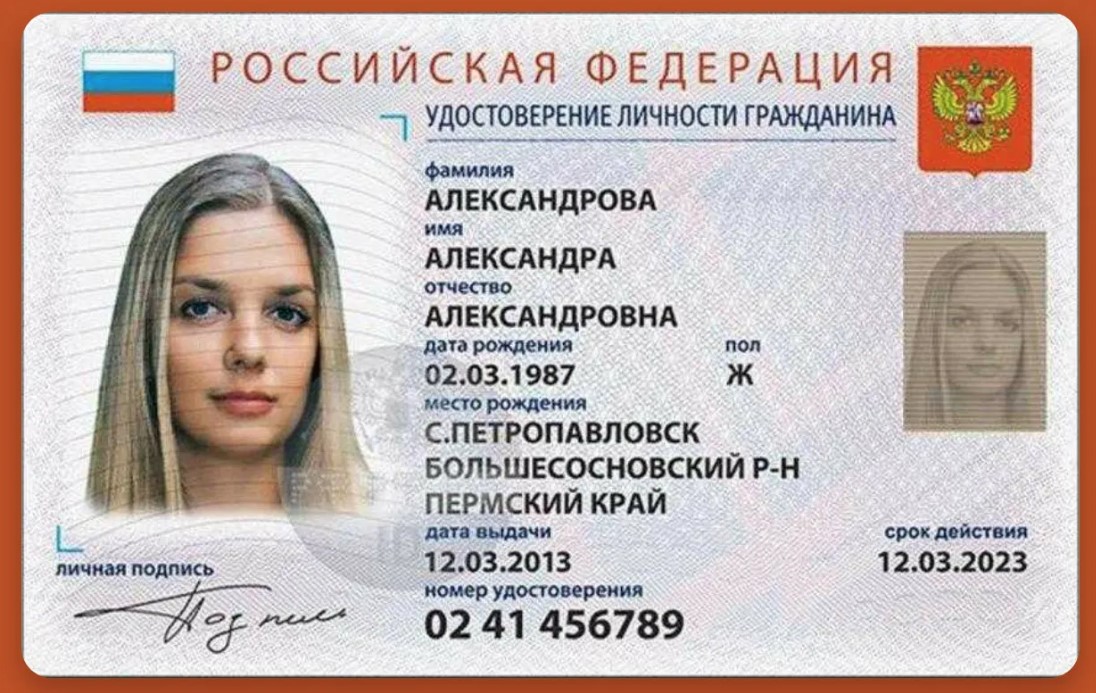 РОССИЙСКАЯ ФЕДЕРАЦИЯ
УДОСТОВЕРЕНИЕ ЛИЧНОСТИ ГРАЖДАНИНА
фамилия
АЛЕКСАНДРОВА
имя
АЛЕКСАНДРА
отчество
АЛЕКСАНДРОВНА
дата рождения пол
02.03.1987 Ж
место рождения
С.ПЕТРОПАВЛОВСК
БОЛЬШЕСОСНОВСКИЙ Р-Н
ПЕРМСКИЙ КРАЙ
дата выдачи срок действия
12.03.2013 12.03.2023
личная подпись
номер удостоверения
Подпись
02 41 456789